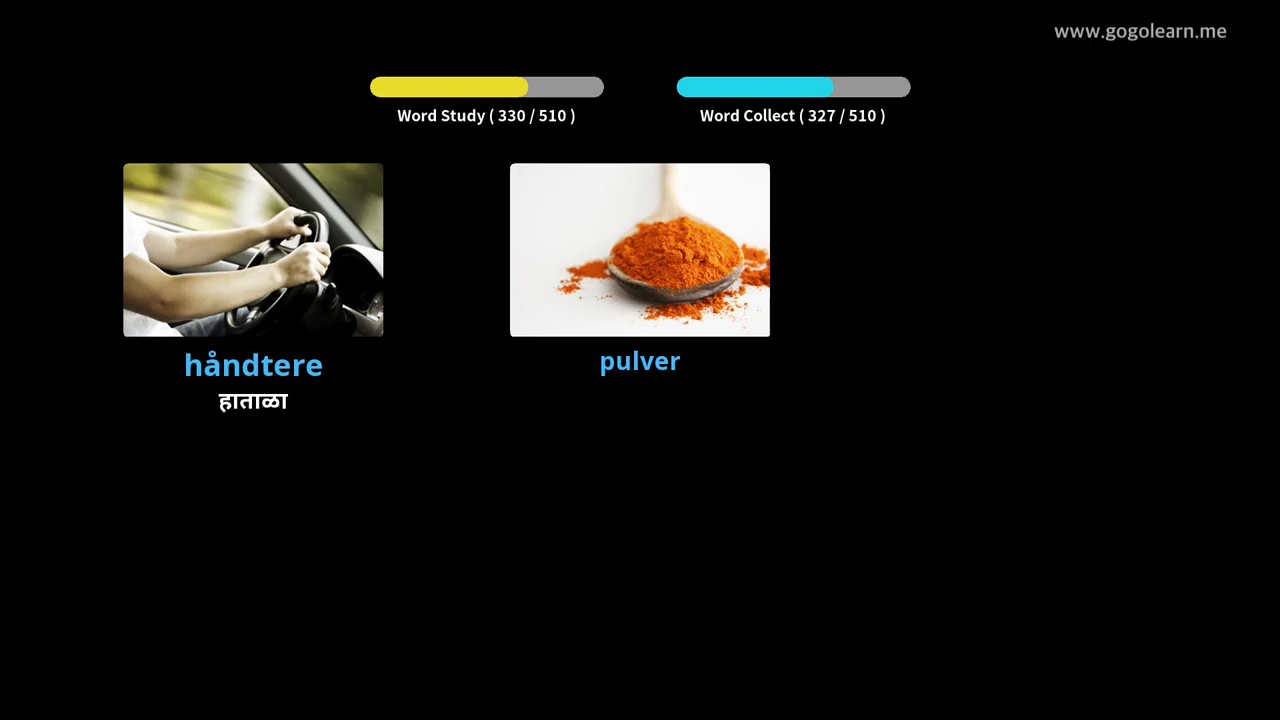 www.gogolearn.me
Word Study ( 330 / 510 )
Word Collect ( 327 / 510 )
håndtere
हाताळा
pulver